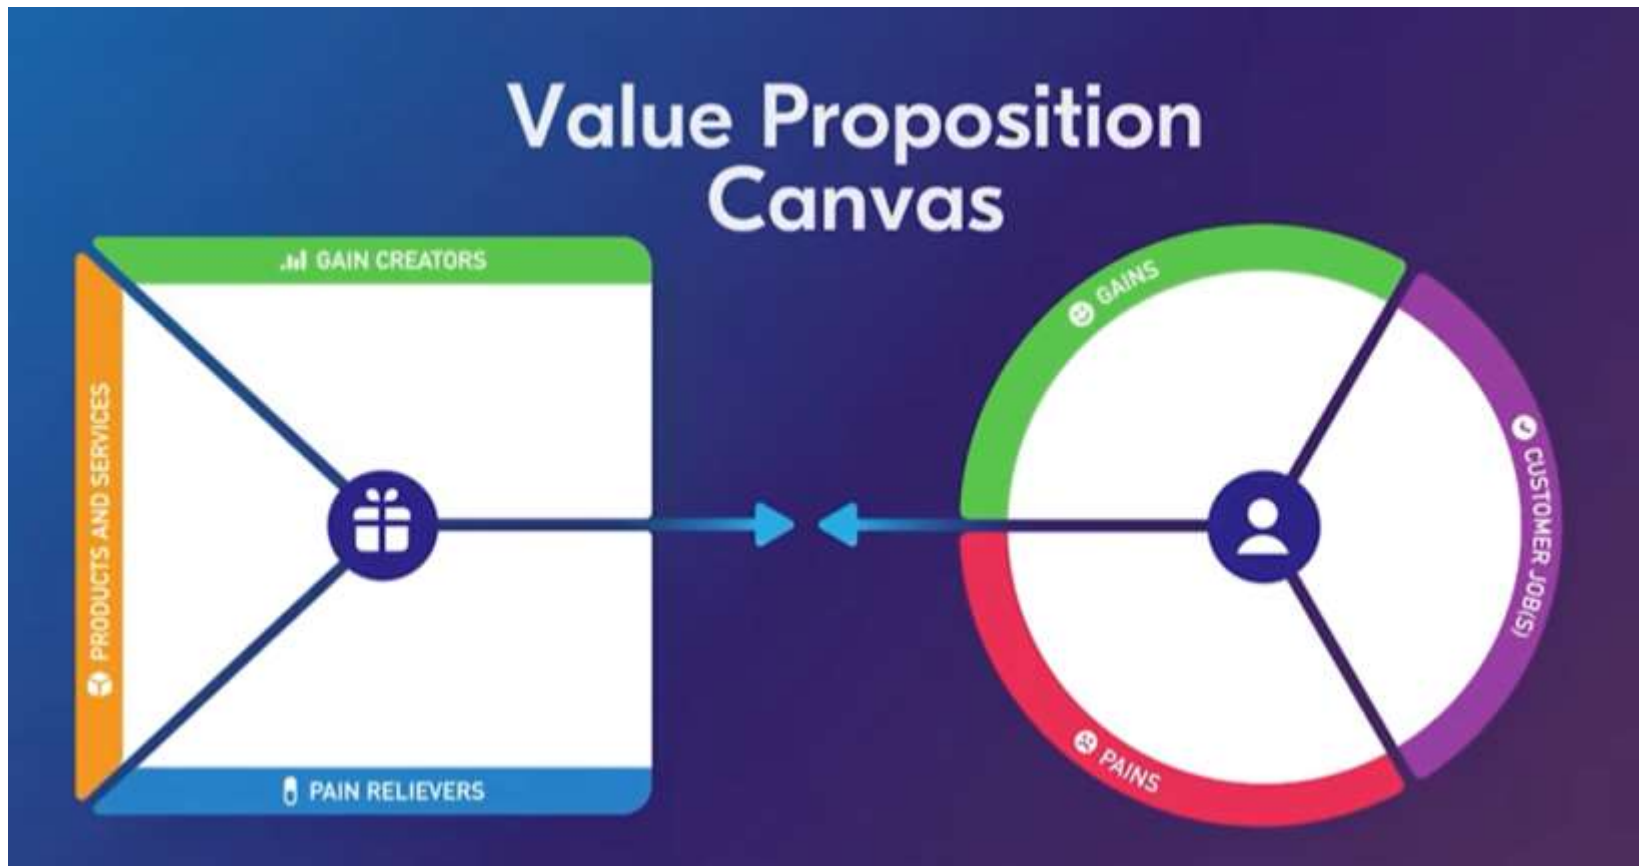 Value Proposition
Canvas
GAIN CREATORS
PRODUCTS AND SERVICES
PAIN RELIEVERS
GAINS
CUSTOMER JOB(S)
PAINS